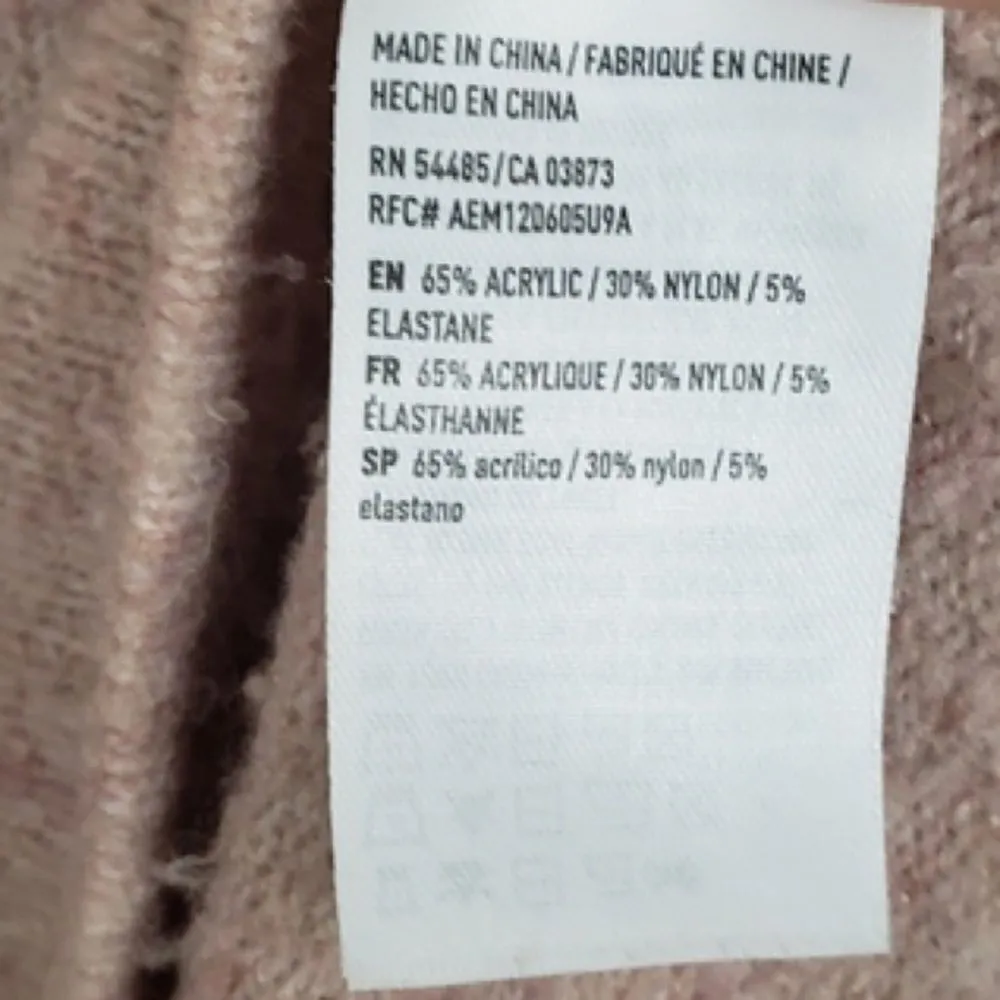 MADE IN CHINA / FABRIQUÉ EN CHINE /
HECHO EN CHINA
RN 54485/CA 03873
RFC# AEM120605U9A
EN 65% ACRYLIC / 30% NYLON / 5%
ELASTANE
FR 65% ACRYLIQUE / 30% NYLON / 5%
ÉLASTHANNE
SP 65% acrílico / 30% nylon / 5%
elastano